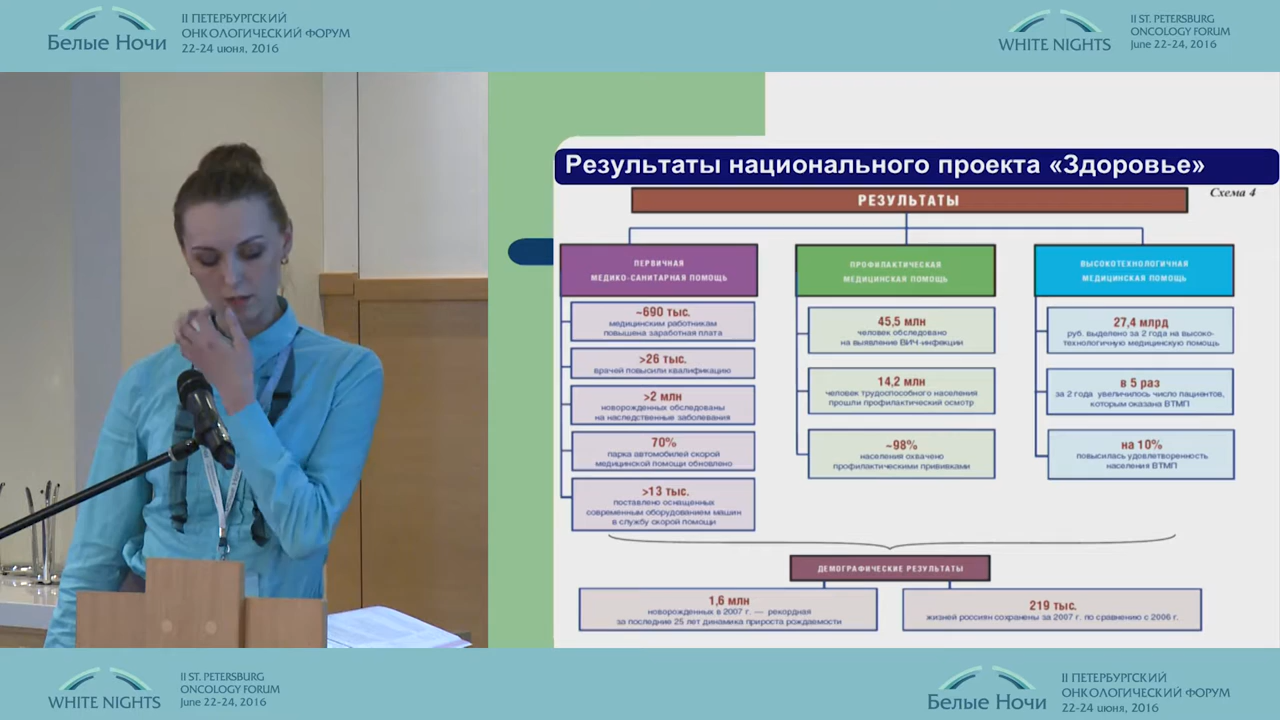 Белые Ночи
II ПЕТЕРБУРГСКИЙ
ОНКОЛОГИЧЕСКИЙ ФОРУМ
22-24 июня, 2016
WHITE NIGHTS
II ST. PETERSBURG
ONCOLOGY FORUM
June 22-24, 2016
Результаты национального проекта «Здоровье»
Схема 4
РЕЗУЛЬТАТЫ
ПЕРВИЧНАЯ
МЕДИКО-САНИТАРНАЯ ПОМОЩЬ
~690 тыс.
медицинским работникам
повышена заработная плата
>26 тыс.
врачей повысили квалификацию
>2 млн
новорожденных обследованы
на наследственные заболевания
70%
парка автомобилей скорой
медицинской помощи обновлено
>13 тыс.
поставлено оснащенных
современным оборудованием машин
в службу скорой помощи
ПРОФИЛАКТИЧЕСКАЯ
МЕДИЦИНСКАЯ ПОМОЩЬ
45,5 млн
человек обследовано
на выявление ВИЧ-инфекции
14,2 млн
человек трудоспособного населения
прошли профилактический осмотр
~98%
населения охвачено
профилактическими прививками
ВЫСОКОТЕХНОЛОГИЧНАЯ
МЕДИЦИНСКАЯ ПОМОЩЬ
27,4 млрд
руб. выделено за 2 года на высоко-
технологичную медицинскую помощь
в 5 раз
за 2 года увеличилось число пациентов,
которым оказана ВТМП
на 10%
повысилась удовлетворенность
населения ВТМП
ДЕМОГРАФИЧЕСКИЕ РЕЗУЛЬТАТЫ
1,6 млн
новорожденных в 2007 г. — рекордная
за последние 25 лет динамика прироста рождаемости
219 тыс.
жизней россиян сохранены за 2007 г. по сравнению с 2006 г.
WHITE NIGHTS
II ST. PETERSBURG
ONCOLOGY FORUM
June 22-24, 2016
Белые Ночи
II ПЕТЕРБУРГСКИЙ
ОНКОЛОГИЧЕСКИЙ ФОРУМ
22-24 июня, 2016